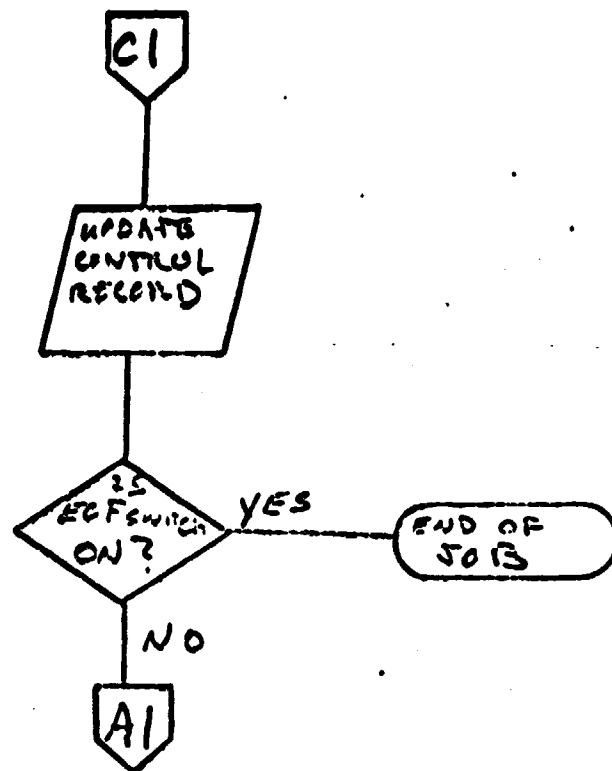 C1
UPDATE
CONTROL
RECORD
IS
EOF SWITCH
ON?
YES
END OF
JOB
NO
A1